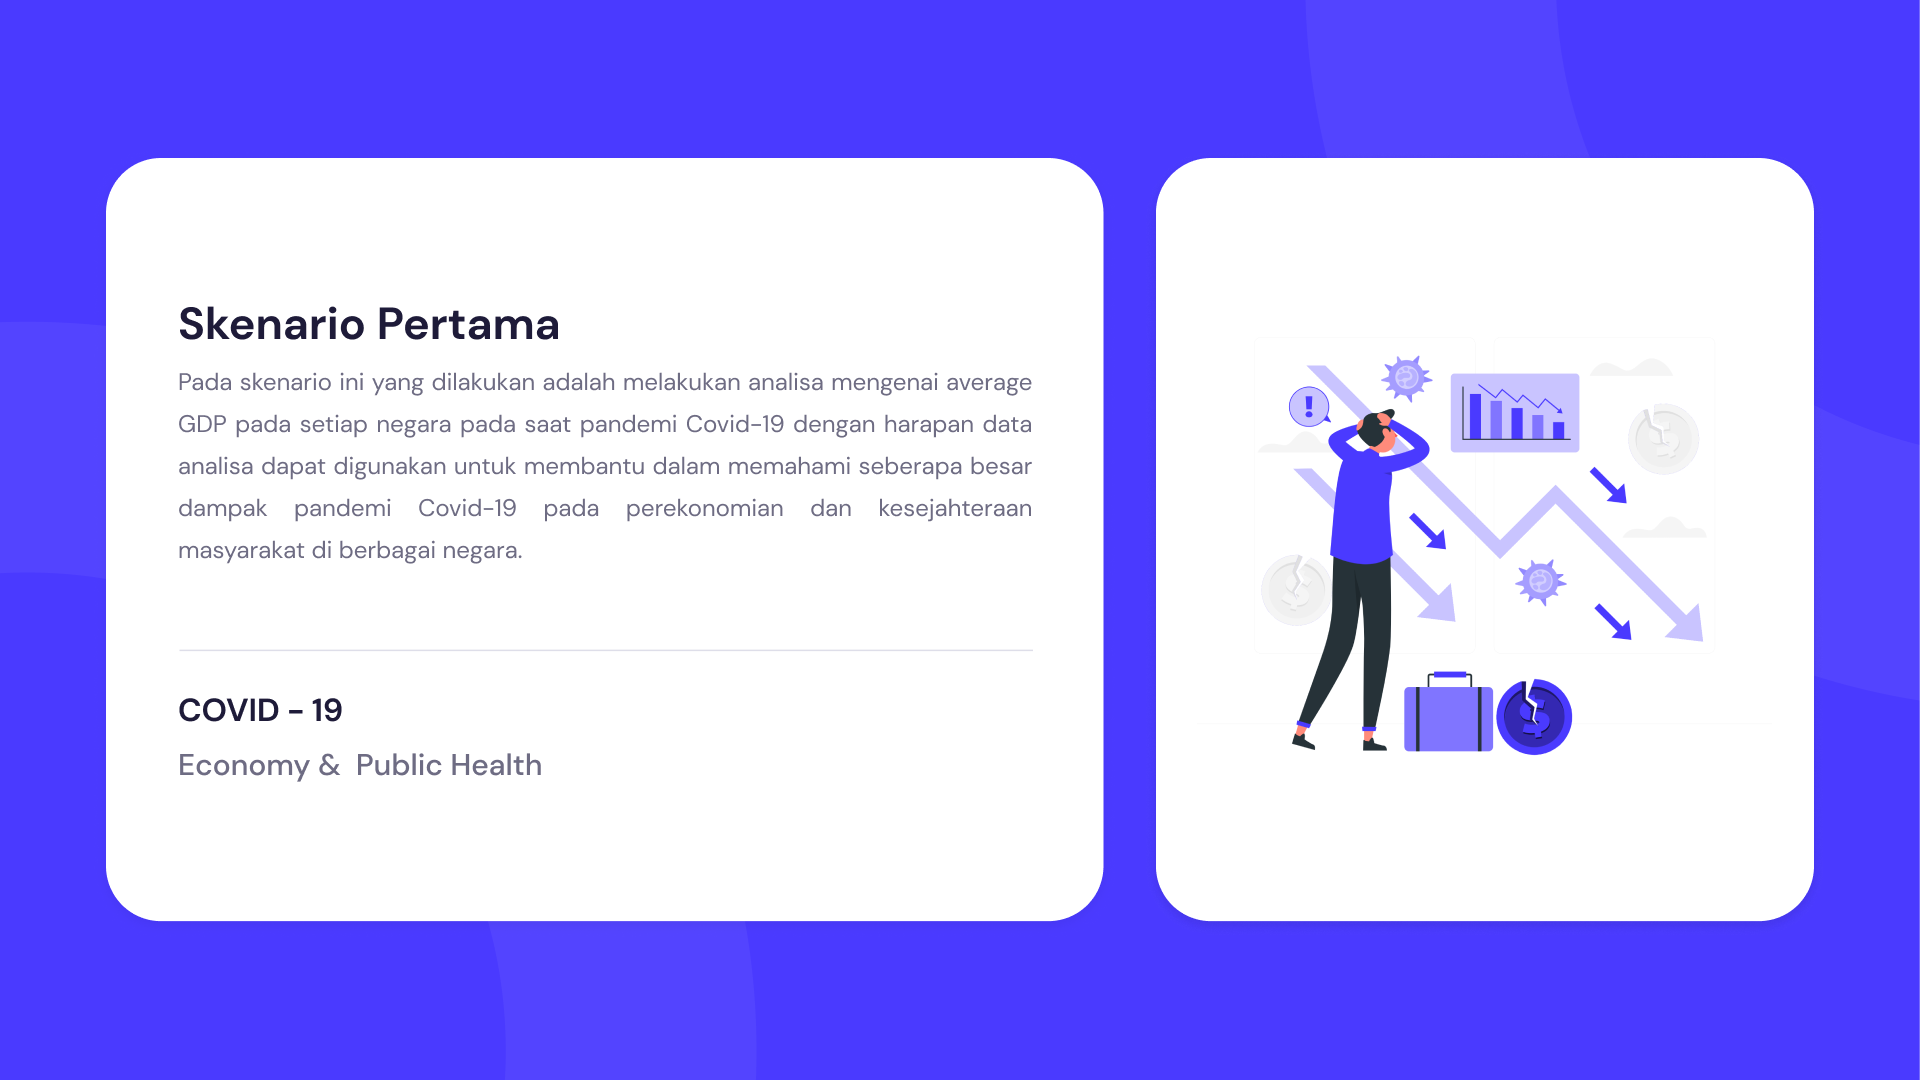 Skenario Pertama
Pada skenario ini yang dilakukan adalah melakukan analisa mengenai average
GDP pada setiap negara pada saat pandemi Covid-19 dengan harapan data
analisa dapat digunakan untuk membantu dalam memahami seberapa besar
dampak pandemi Covid-19 pada perekonomian dan kesejahteraan
masyarakat di berbagai negara.
COVID - 19
Economy & Public Health